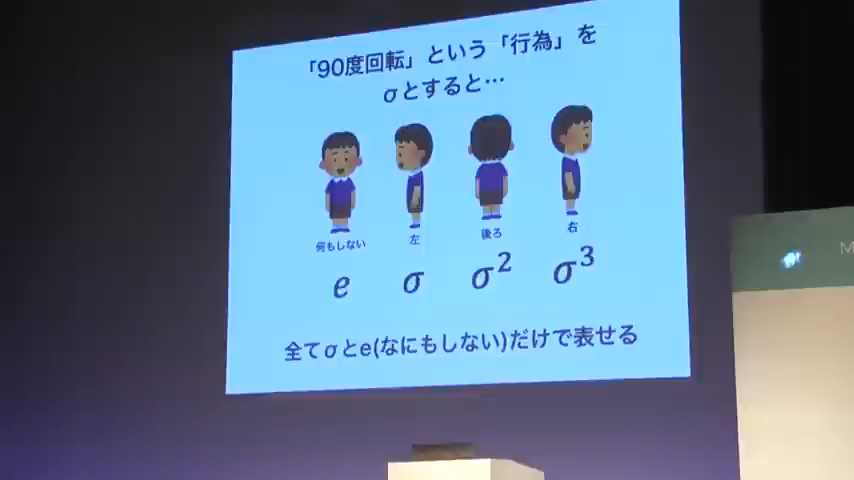 「90度回転」という「行為」を
σとすると…
何もしない 左 後ろ 右
e σ σ² σ³
全てσとe(なにもしない)だけで表せる
M